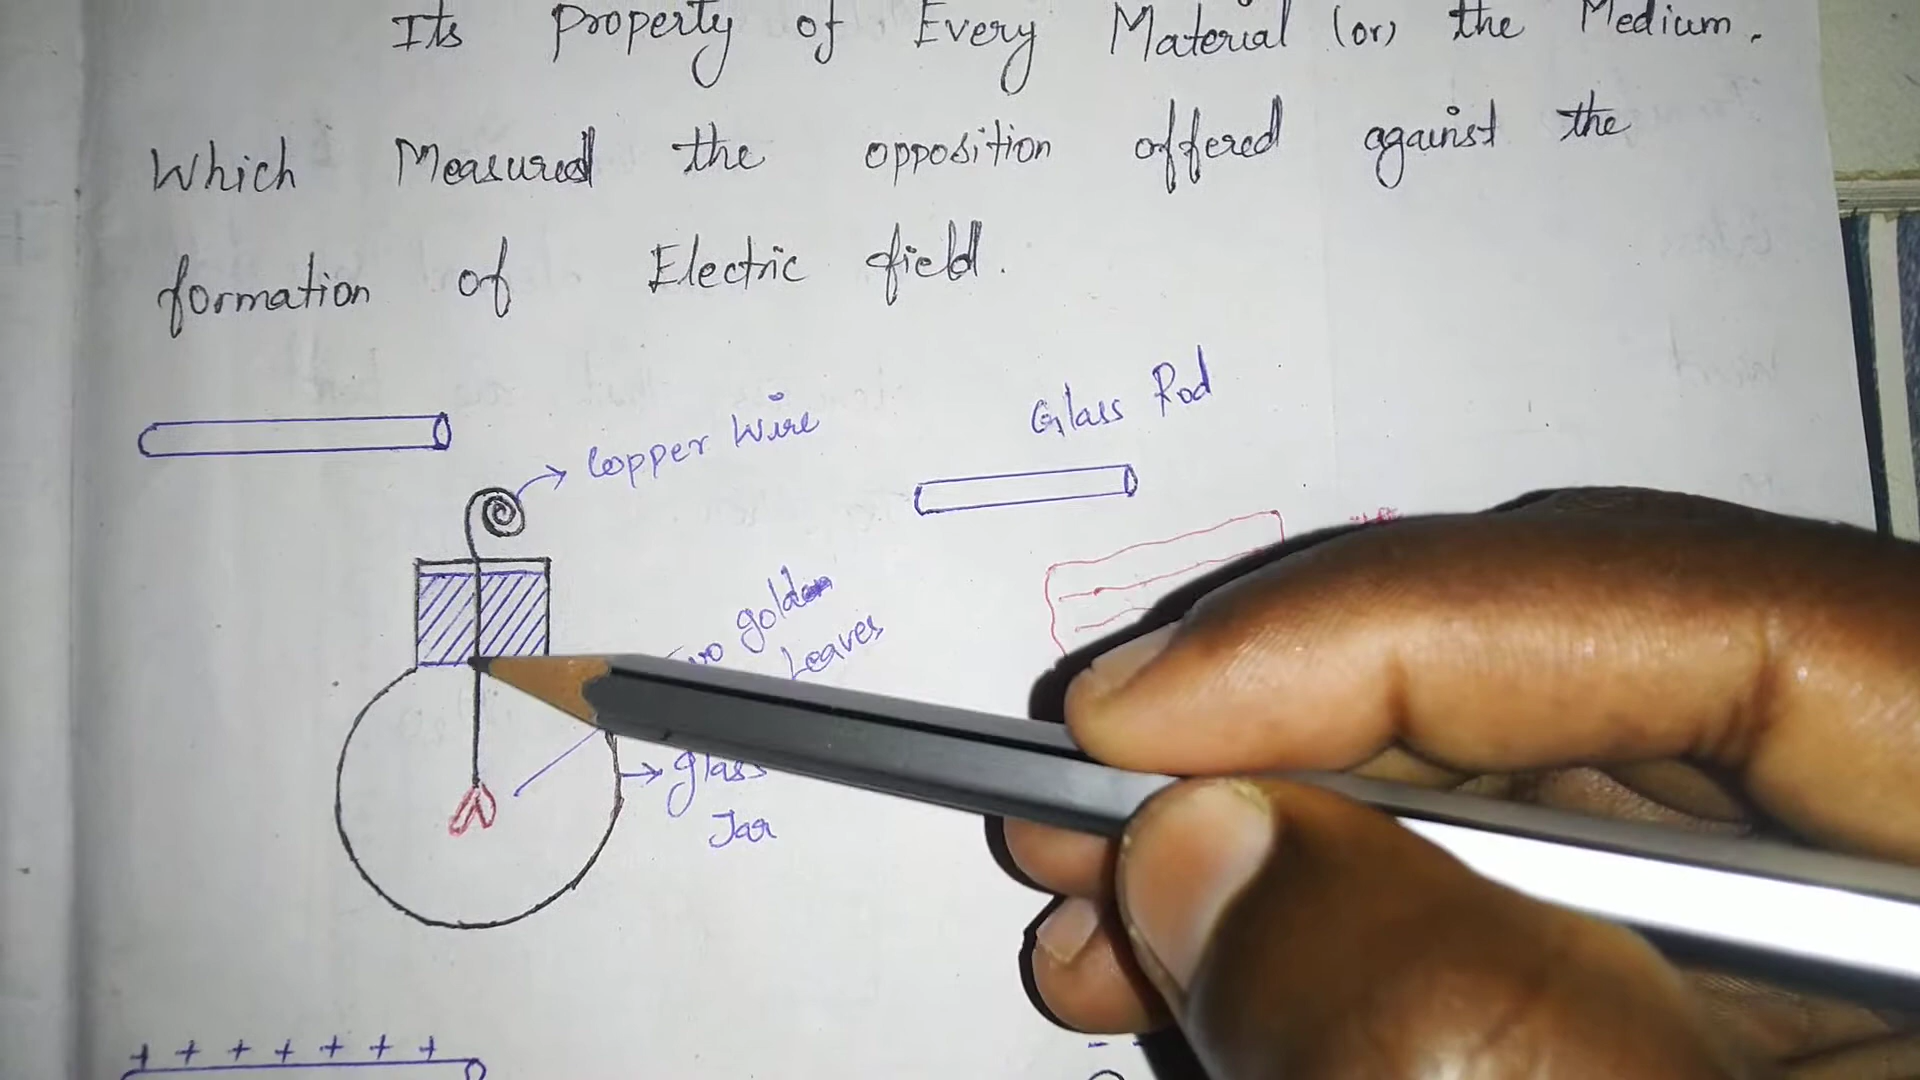 Its property of Every Material (or) the Medium.
Which Measured the opposition offered against the
formation of Electric field.
Glass Rod
Copper Wire
golden
Leaves
glass
Jar
+ + + + + + +